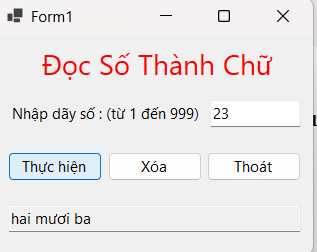 Form1
Đọc Số Thành Chữ
Nhập dãy số : (từ 1 đến 999) 23
Thực hiện Xóa Thoát
hai mươi ba